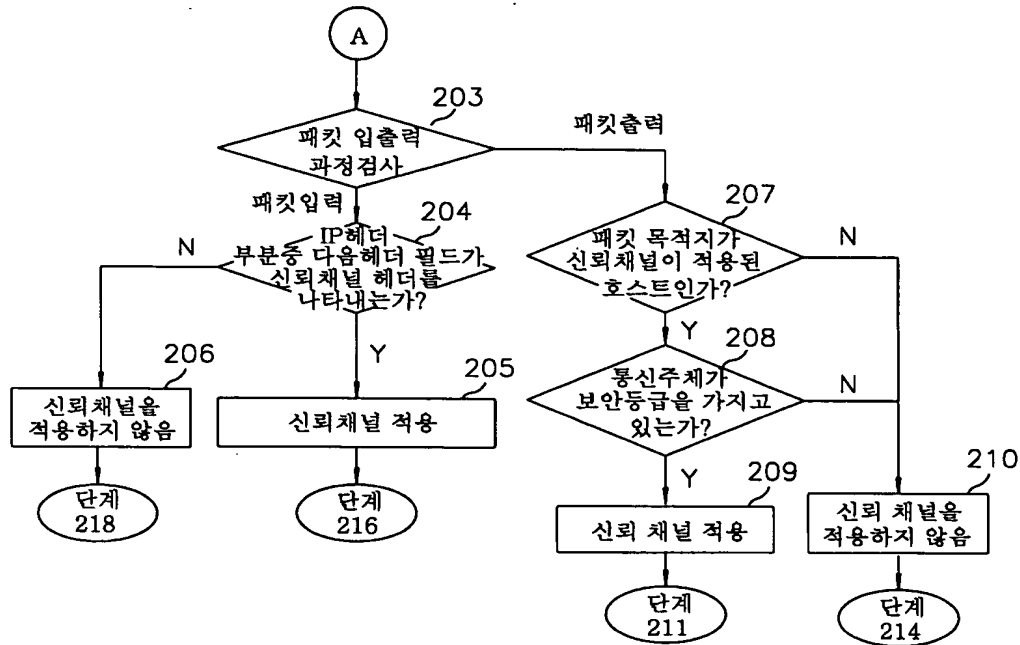 A
203
패킷 입출력
과정검사
패킷출력
패킷입력
204
IP헤더
부분중 다음헤더 필드가
신뢰채널 헤더를
나타내는가?
N
Y
206
신뢰채널을
적용하지 않음
205
신뢰채널 적용
단계
218
단계
216
207
패킷 목적지가
신뢰채널이 적용된
호스트인가?
N
Y
208
통신주체가
보안등급을 가지고
있는가?
N
Y
209
신뢰 채널 적용
210
신뢰 채널을
적용하지 않음
단계
211
단계
214